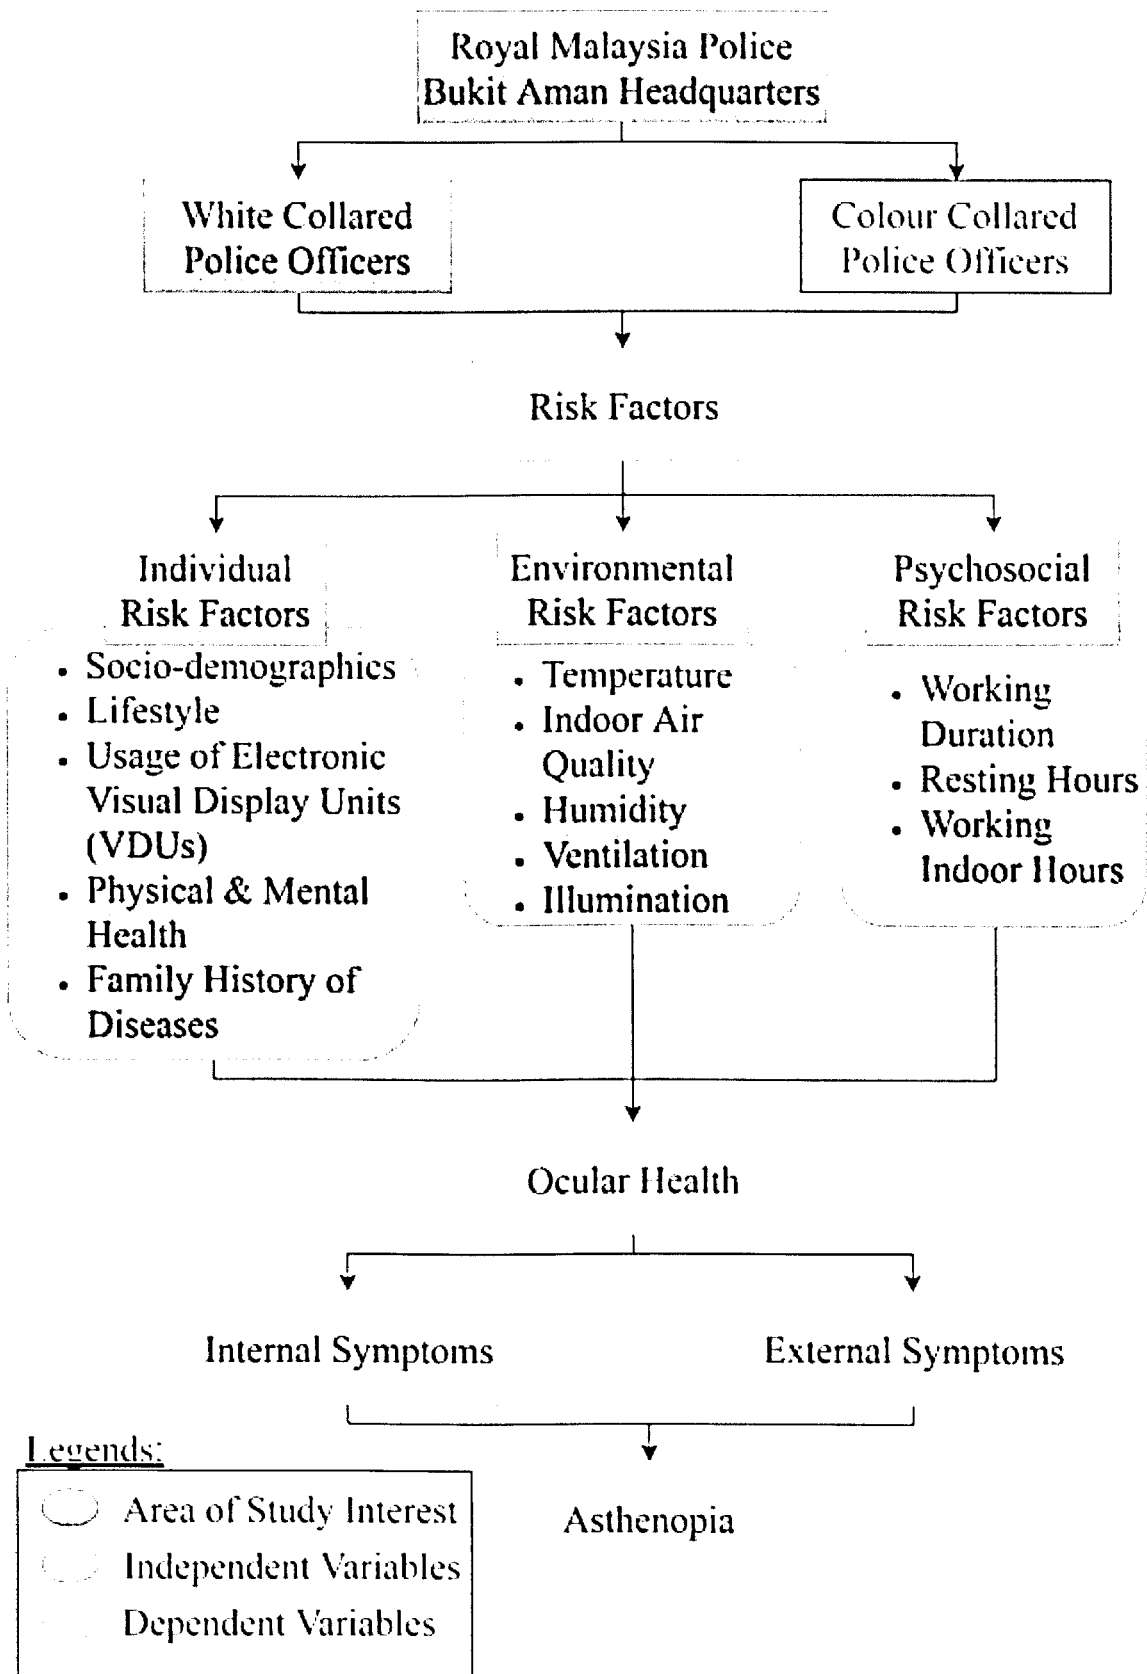 Royal Malaysia Police
Bukit Aman Headquarters
White Collared
Police Officers
Colour Collared
Police Officers
Risk Factors
Individual
Risk Factors
• Socio-demographics
• Lifestyle
• Usage of Electronic
Visual Display Units
(VDUs)
• Physical & Mental
Health
• Family History of
Diseases
Environmental
Risk Factors
• Temperature
• Indoor Air
Quality
• Humidity
• Ventilation
• Illumination
Psychosocial
Risk Factors
• Working
Duration
• Resting Hours
• Working
Indoor Hours
Ocular Health
Internal Symptoms
External Symptoms
Asthenopia
Legends:
Area of Study Interest
Independent Variables
Dependent Variables